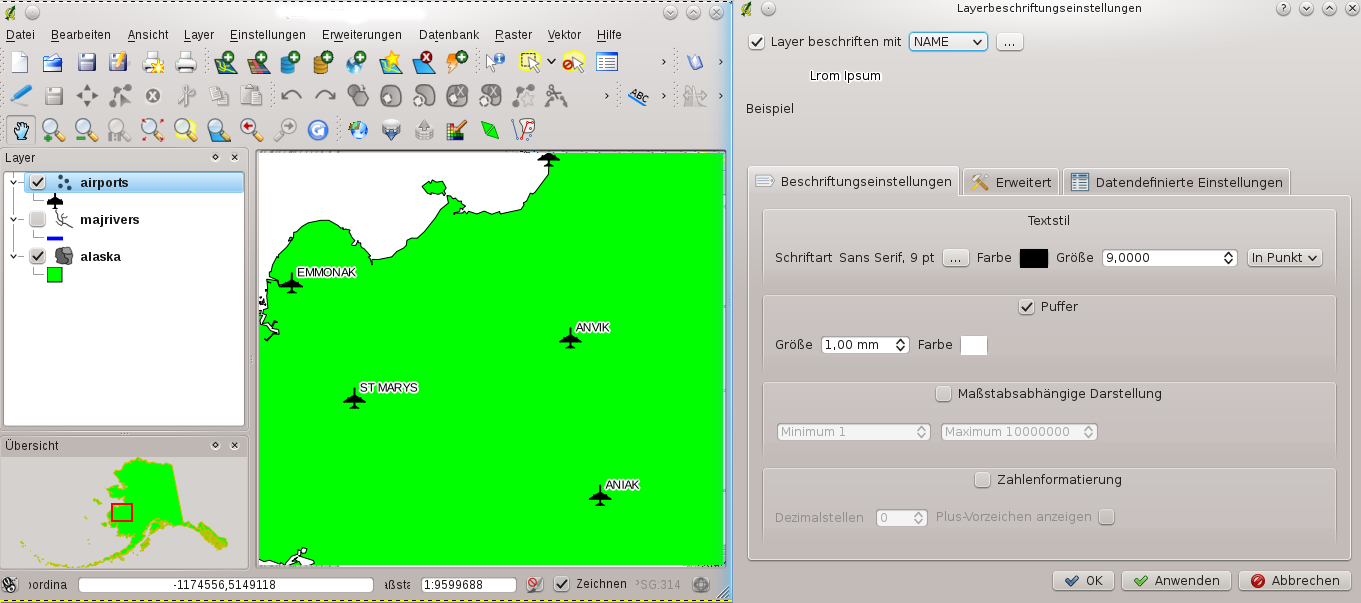 Datei Bearbeiten Ansicht Layer Einstellungen Erweiterungen Datenbank Raster Vektor Hilfe
ABC
Layer
airports
majrivers
alaska
EMMONAK
ANVIK
ST MARYS
ANIAK
Übersicht
oordina -1174556,5149118 aßsta 1:9599688 Zeichnen PSG:314
Layerbeschriftungseinstellungen
Layer beschriften mit NAME ...
Lrom Ipsum
Beispiel
Beschriftungseinstellungen Erweitert Datendefinierte Einstellungen
Textstil
Schriftart Sans Serif, 9 pt ... Farbe Größe 9,0000 In Punkt
Puffer
Größe 1,00 mm Farbe
Maßstabsabhängige Darstellung
Minimum 1 Maximum 10000000
Zahlenformatierung
Dezimalstellen 0 Plus-Vorzeichen anzeigen
OK Anwenden Abbrechen